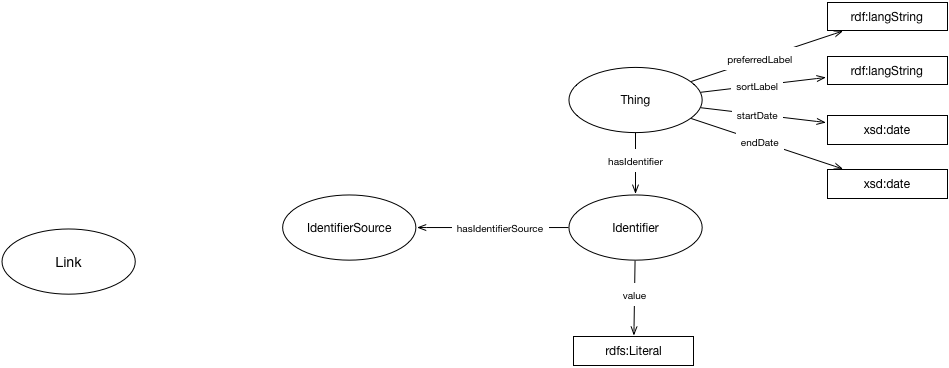 rdf:langString
preferredLabel
rdf:langString
sortLabel
Thing
startDate
xsd:date
endDate
hasIdentifier
xsd:date
IdentifierSource
hasIdentifierSource
Identifier
Link
value
rdfs:Literal